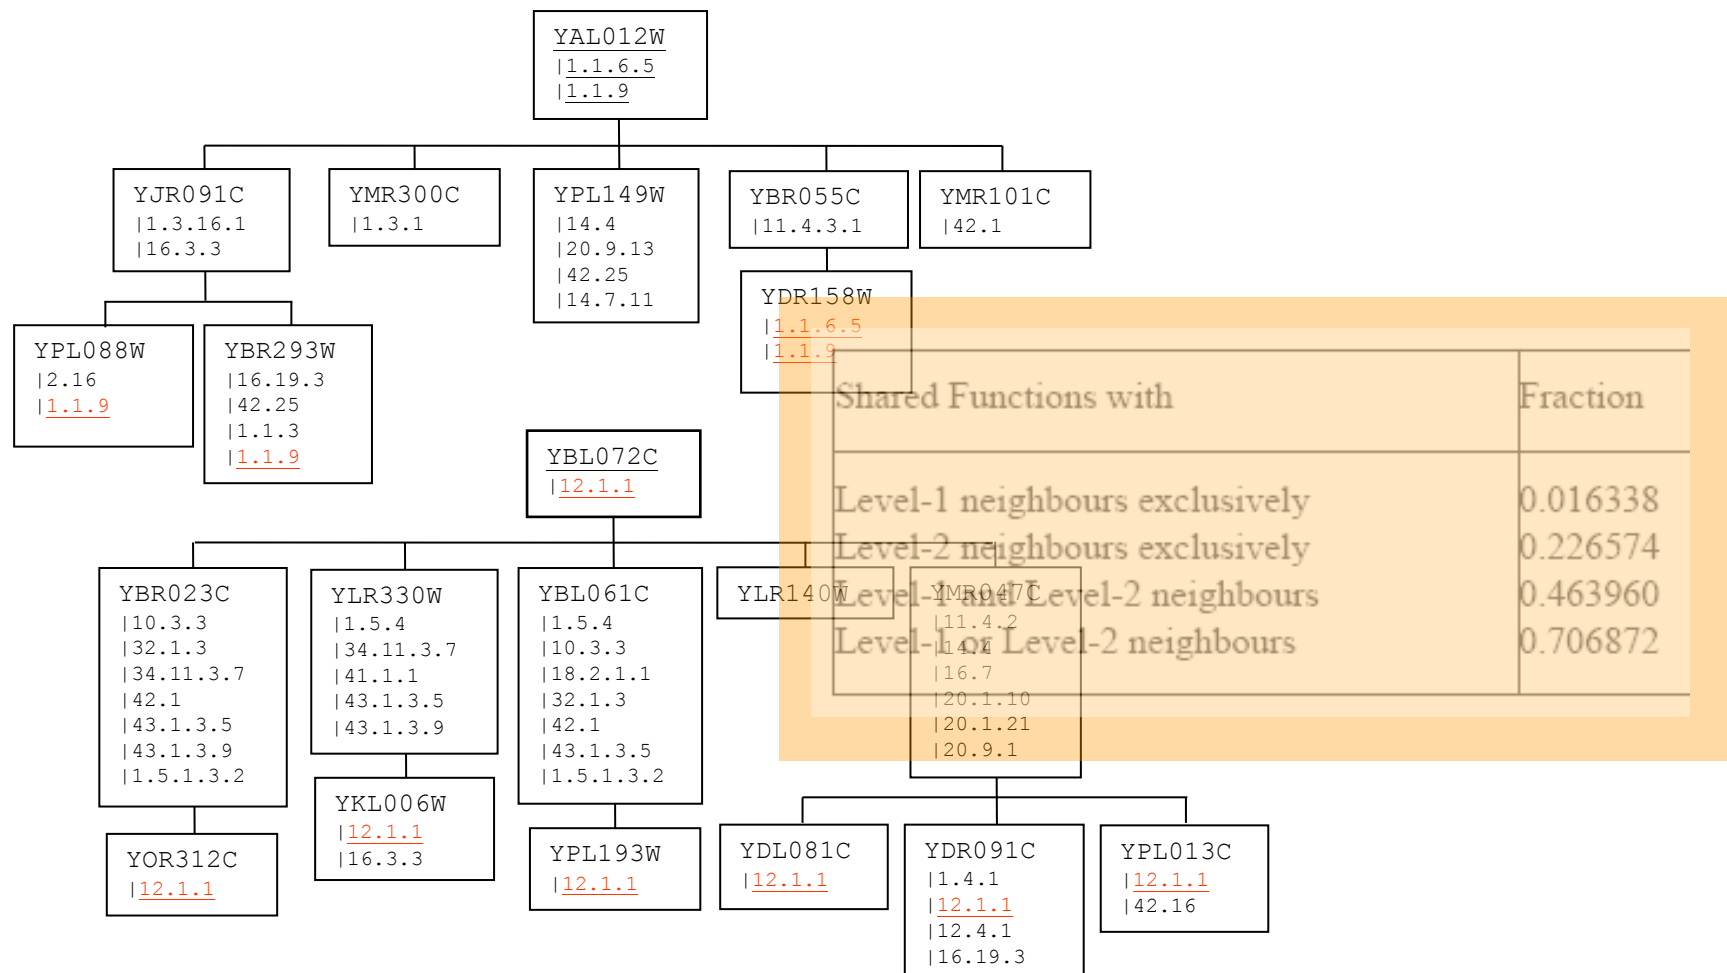 YAL012W
|1.1.6.5
|1.1.9
YJR091C
|1.3.16.1
|16.3.3
YMR300C
|1.3.1
YPL149W
|14.4
|20.9.13
|42.25
|14.7.11
YBR055C
|11.4.3.1
YMR101C
|42.1
YPL088W
|2.16
|1.1.9
YBR293W
|16.19.3
|42.25
|1.1.3
|1.1.9
YDR158W
|1.1.6.5
|1.1.9
Shared Functions with Fraction
Level-1 neighbours exclusively 0.016338
Level-2 neighbours exclusively 0.226574
Level-1 and Level-2 neighbours 0.463960
Level-1 or Level-2 neighbours 0.706872
YBL072C
|12.1.1
YBR023C
|10.3.3
|32.1.3
|34.11.3.7
|42.1
|43.1.3.5
|43.1.3.9
|1.5.1.3.2
YLR330W
|1.5.4
|34.11.3.7
|41.1.1
|43.1.3.5
|43.1.3.9
YBL061C
|1.5.4
|10.3.3
|18.2.1.1
|32.1.3
|42.1
|43.1.3.5
|1.5.1.3.2
YLR140W
YMR047C
|11.4.2
|14.4
|16.7
|20.1.10
|20.1.21
|20.9.1
YOR312C
|12.1.1
YKL006W
|12.1.1
|16.3.3
YPL193W
|12.1.1
YDL081C
|12.1.1
YDR091C
|1.4.1
|12.1.1
|12.4.1
|16.19.3
YPL013C
|12.1.1
|42.16